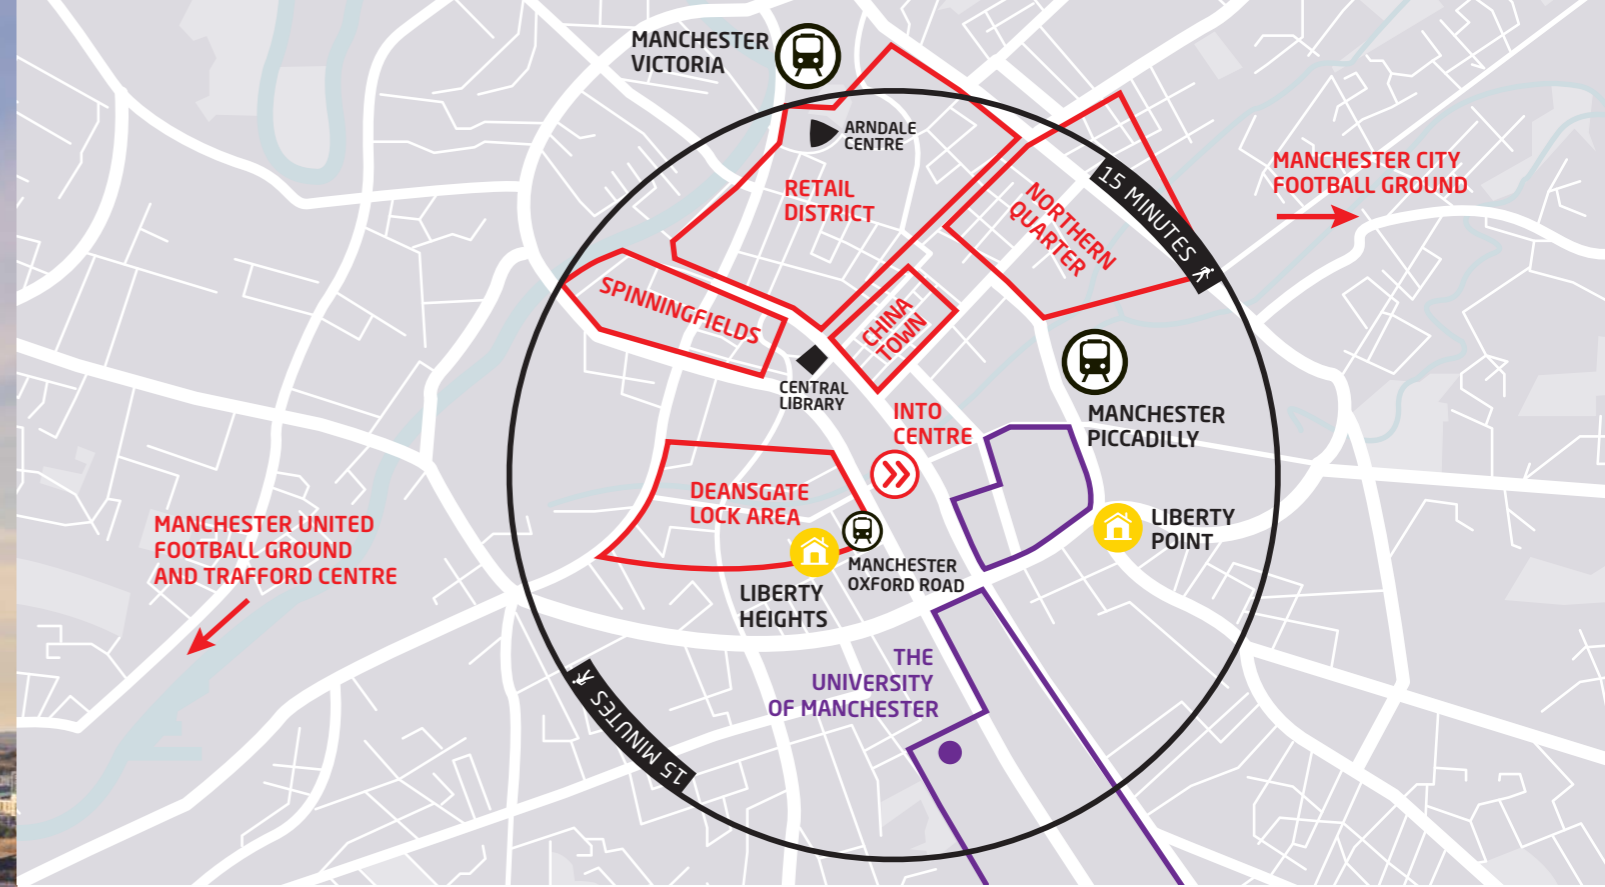 MANCHESTER
VICTORIA
ARNDALE
CENTRE
RETAIL
DISTRICT
NORTHERN
QUARTER
15 MINUTES
MANCHESTER CITY
FOOTBALL GROUND
SPINNINGFIELDS
CHINA
TOWN
CENTRAL
LIBRARY
INTO
CENTRE
MANCHESTER
PICCADILLY
DEANSGATE
LOCK AREA
LIBERTY
POINT
MANCHESTER UNITED
FOOTBALL GROUND
AND TRAFFORD CENTRE
MANCHESTER
OXFORD ROAD
LIBERTY
HEIGHTS
THE
UNIVERSITY
OF MANCHESTER
15 MINUTES